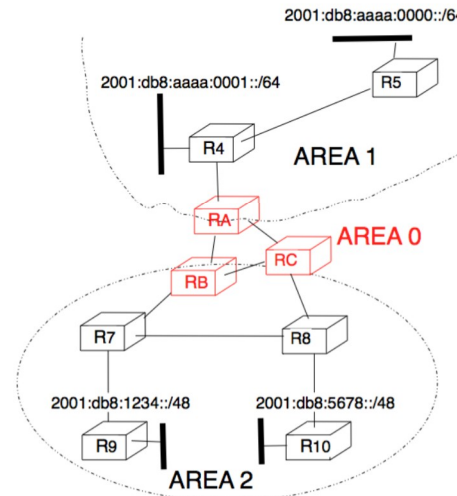 2001:db8:aaaa:0000::/64
2001:db8:aaaa:0001::/64
R5
R4
AREA 1
RA
AREA 0
RC
RB
R7
R8
2001:db8:1234::/48
2001:db8:5678::/48
R9
R10
AREA 2